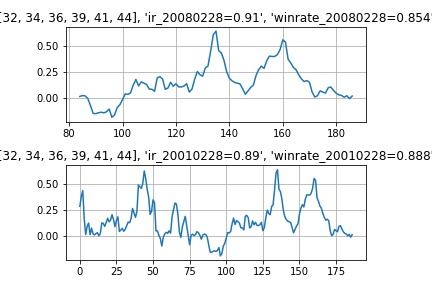 [32, 34, 36, 39, 41, 44], 'ir_20080228=0.91', 'winrate_20080228=0.854'
0.50
0.25
0.00
80 100 120 140 160 180
[32, 34, 36, 39, 41, 44], 'ir_20010228=0.89', 'winrate_20010228=0.888'
0.50
0.25
0.00
0 25 50 75 100 125 150 175